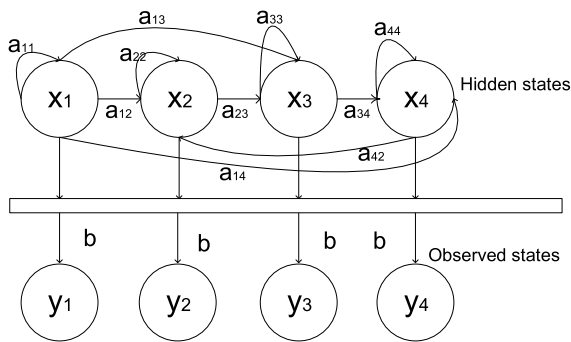 a13
a33
a11
a22
a44
Hidden states
x1
x2
x3
x4
a12
a23
a34
a42
a14
b
b
b
b
Observed states
y1
y2
y3
y4